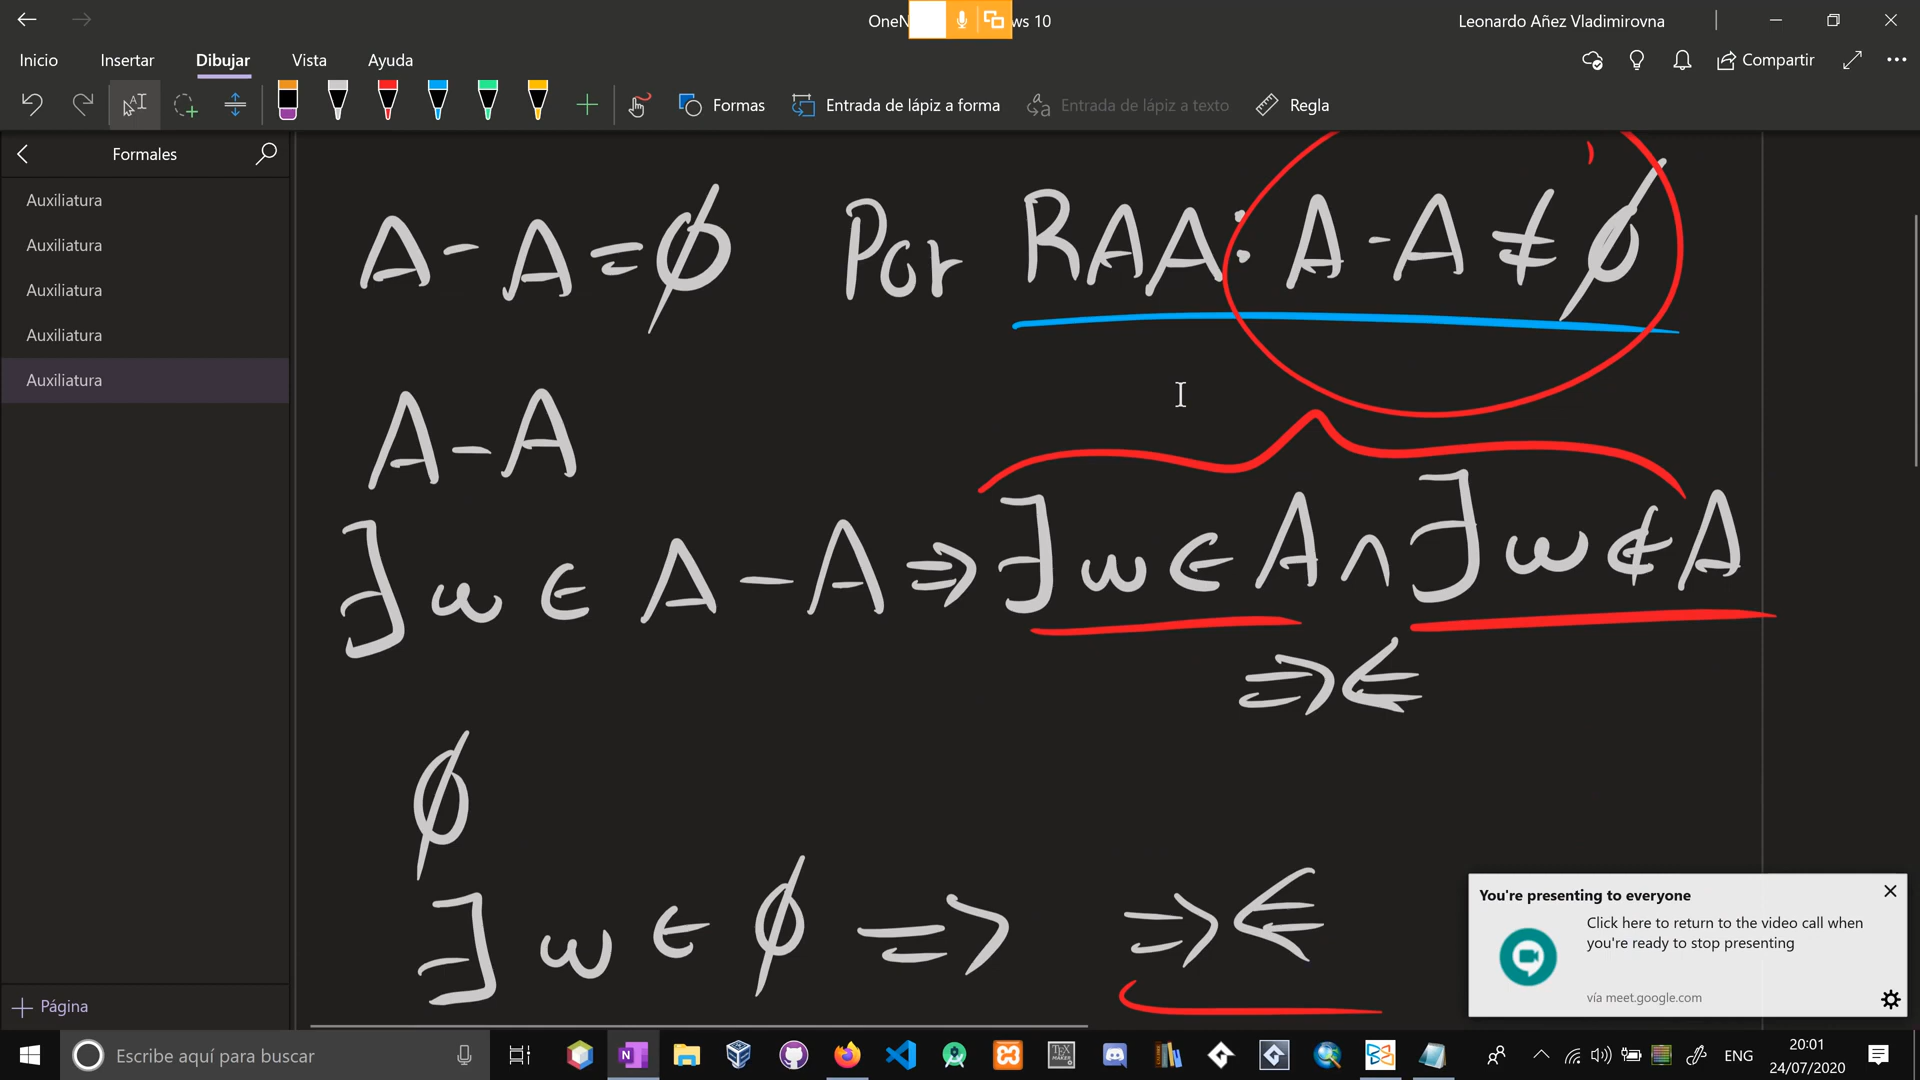 OneN ws 10
Leonardo Añez Vladimirovna
Inicio Insertar Dibujar Vista Ayuda
Compartir
Formas Entrada de lápiz a forma Entrada de lápiz a texto Regla
Formales
Auxiliatura
Auxiliatura
Auxiliatura
Auxiliatura
Auxiliatura
Página
A - A = ∅ Por RAA: A - A ≠ ∅
A - A
∃ w ∈ A - A ⇒ ∃ w ∈ A ∧ ∃ w ∉ A
⇒⇐
∅
∃ w ∈ ∅ => ⇒⇐
You're presenting to everyone
Click here to return to the video call when
you're ready to stop presenting
vía meet.google.com
Escribe aquí para buscar
ENG
20:01
24/07/2020